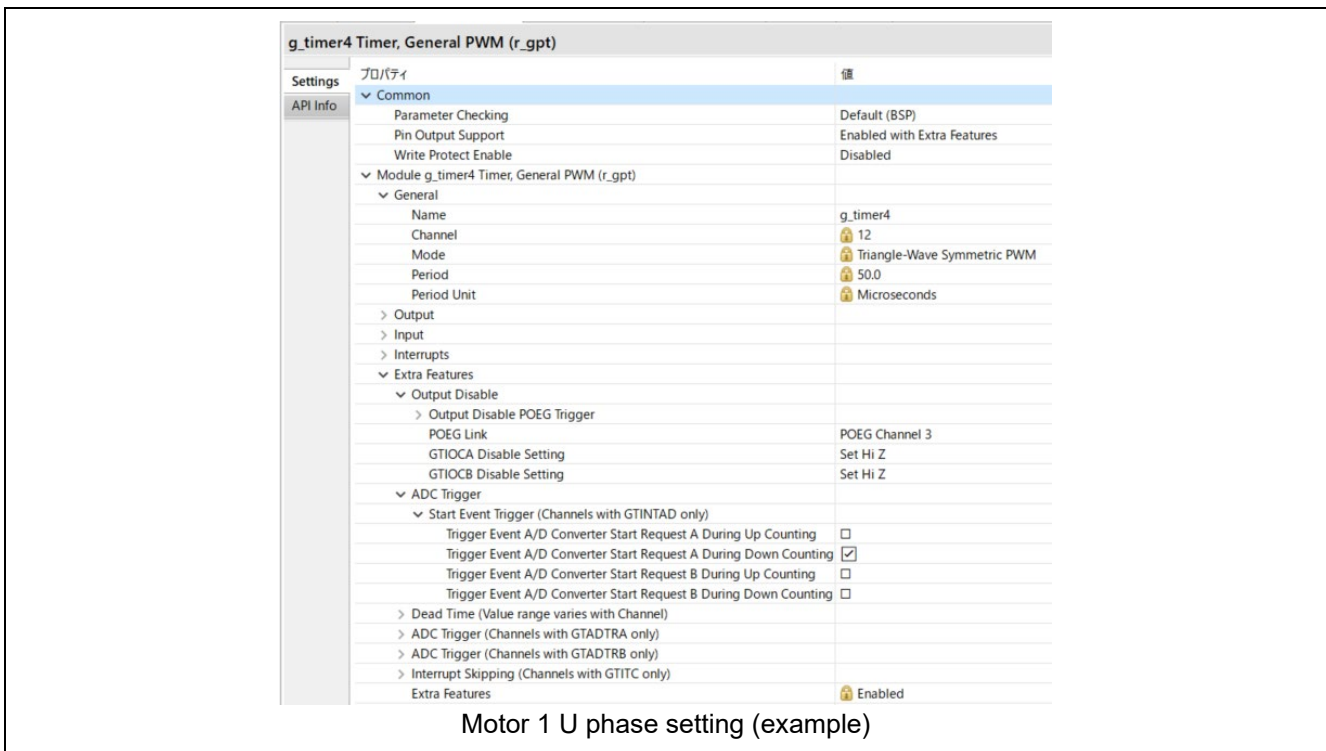 g_timer4 Timer, General PWM (r_gpt)
Settings
API Info
プロパティ 値
Common
Parameter Checking Default (BSP)
Pin Output Support Enabled with Extra Features
Write Protect Enable Disabled
Module g_timer4 Timer, General PWM (r_gpt)
General
Name g_timer4
Channel 12
Mode Triangle-Wave Symmetric PWM
Period 50.0
Period Unit Microseconds
Output
Input
Interrupts
Extra Features
Output Disable
Output Disable POEG Trigger
POEG Link POEG Channel 3
GTIOCA Disable Setting Set Hi Z
GTIOCB Disable Setting Set Hi Z
ADC Trigger
Start Event Trigger (Channels with GTINTAD only)
Trigger Event A/D Converter Start Request A During Up Counting
Trigger Event A/D Converter Start Request A During Down Counting
Trigger Event A/D Converter Start Request B During Up Counting
Trigger Event A/D Converter Start Request B During Down Counting
Dead Time (Value range varies with Channel)
ADC Trigger (Channels with GTADTRA only)
ADC Trigger (Channels with GTADTRB only)
Interrupt Skipping (Channels with GTITC only)
Extra Features Enabled
Motor 1 U phase setting (example)